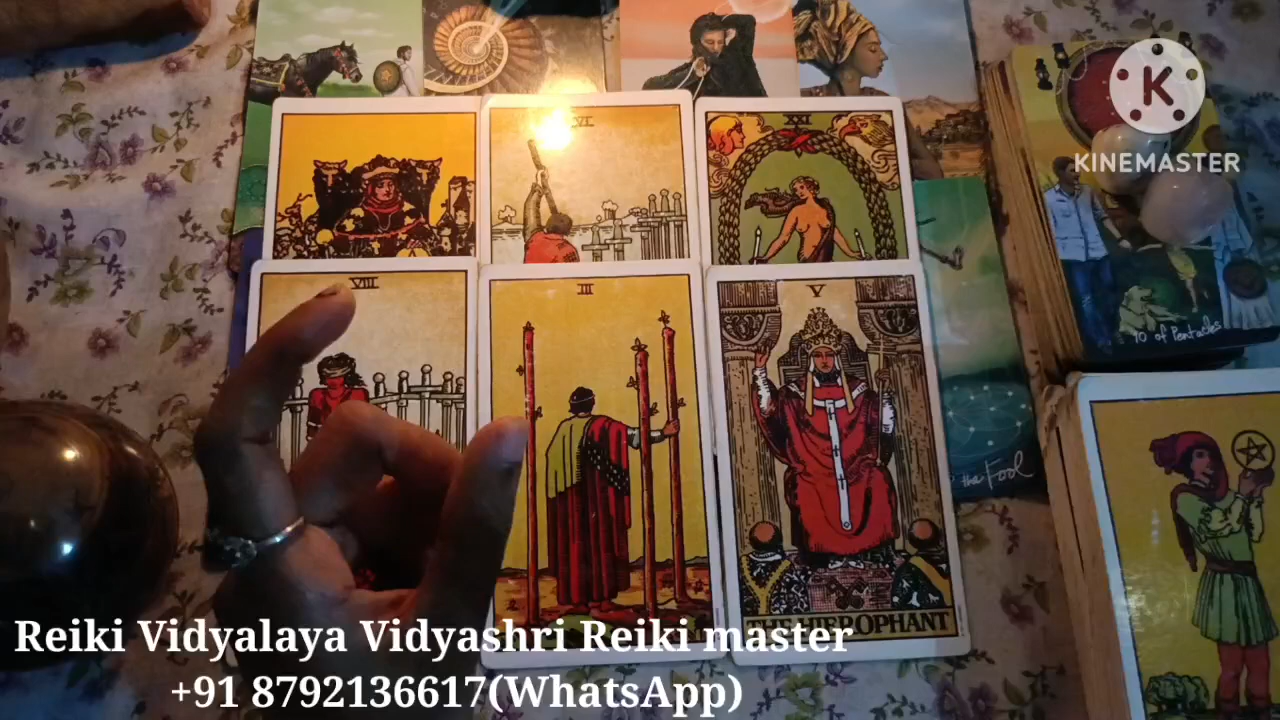 VI
XXI
K
KINEMASTER
VIII
III
V
10 of Pentacles
the Fool
THE HIEROPHANT
Reiki Vidyalaya Vidyashri Reiki master
+91 8792136617(WhatsApp)